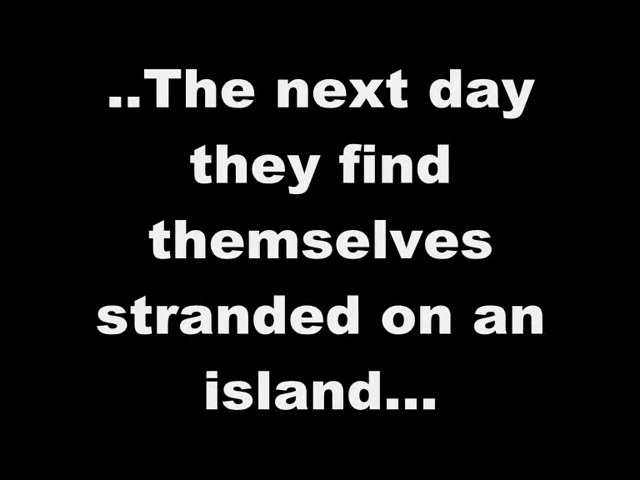 ..The next day
they find
themselves
stranded on an
island...